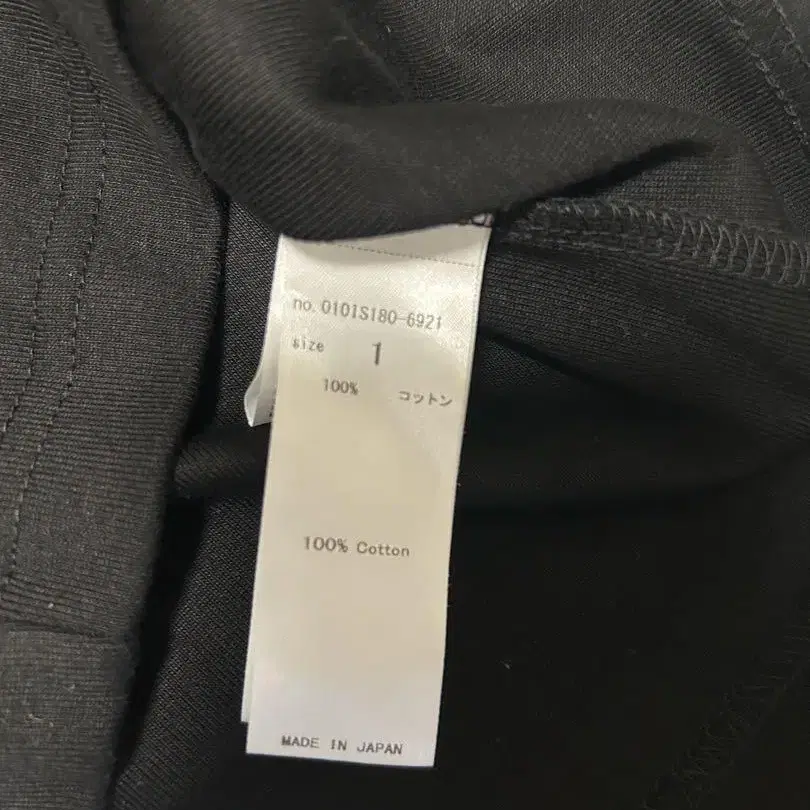 no. 0101S180-6921
size 1
100% コットン
100% Cotton
MADE IN JAPAN